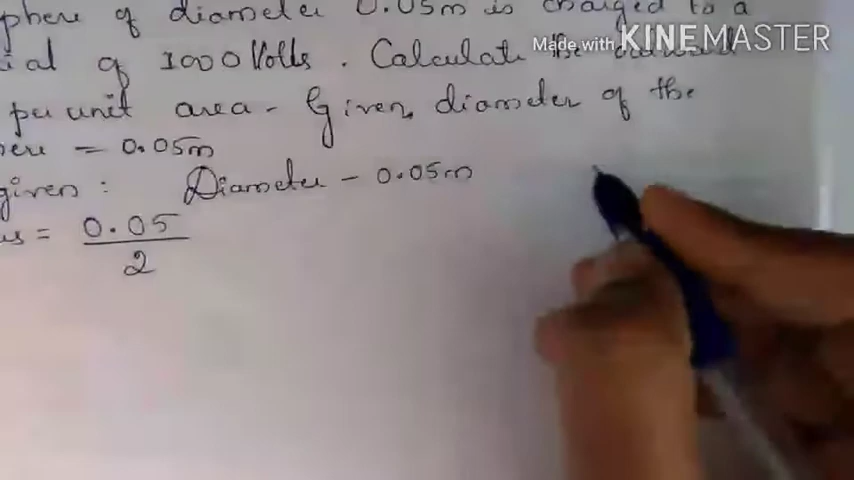 phere of diameter 0.05m is charged to a
ial of 1000 Volts. Calculate the
Made with KINEMASTER
per unit area - Given, diameter of the
here = 0.05m
given : Diameter - 0.05m
us = 0.05
2